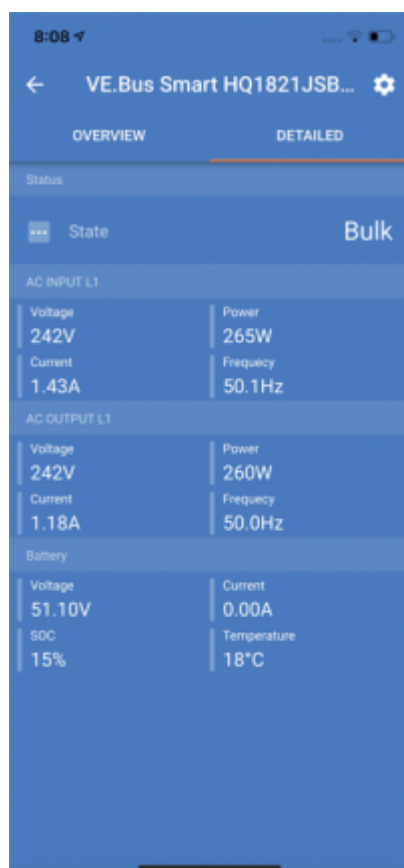 8:08
VE.Bus Smart HQ1821JSB...
OVERVIEW DETAILED
Status
State Bulk
AC INPUT L1
Voltage Power
242V 265W
Current Frequecy
1.43A 50.1Hz
AC OUTPUT L1
Voltage Power
242V 260W
Current Frequecy
1.18A 50.0Hz
Battery
Voltage Current
51.10V 0.00A
SOC Temperature
15% 18°C